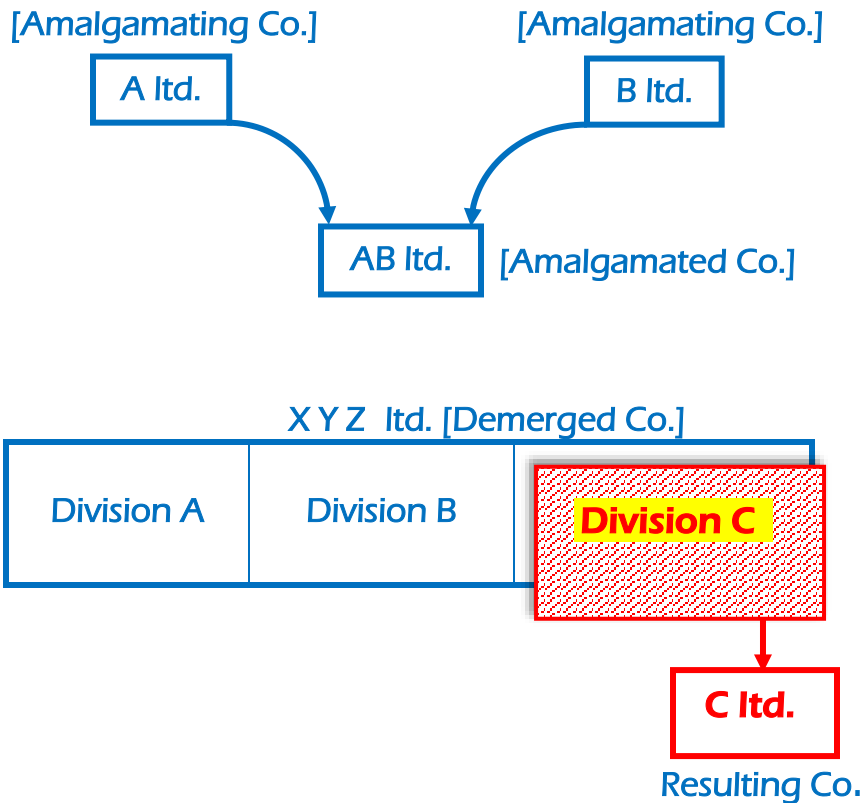 [Amalgamating Co.] [Amalgamating Co.]
A ltd. B ltd.
AB ltd. [Amalgamated Co.]
X Y Z ltd. [Demerged Co.]
Division A Division B Division C
C ltd.
Resulting Co.